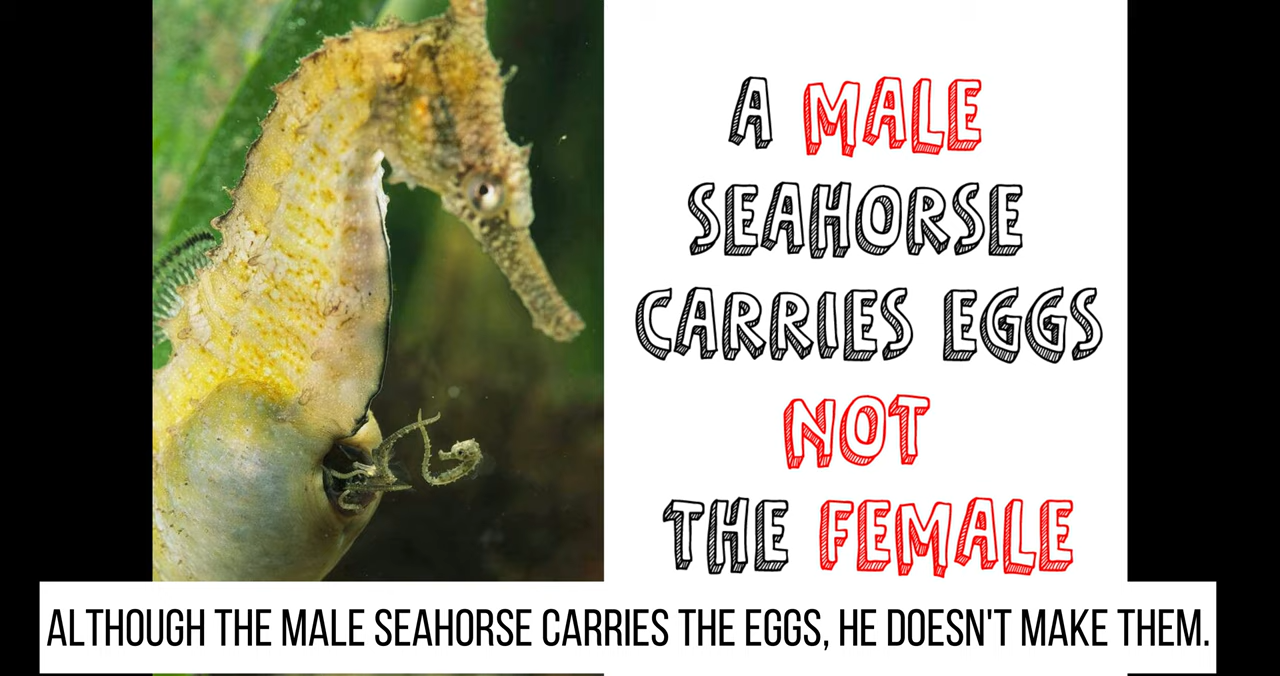 A MALE
SEAHORSE
CARRIES EGGS
NOT
THE FEMALE
ALTHOUGH THE MALE SEAHORSE CARRIES THE EGGS, HE DOESN'T MAKE THEM.